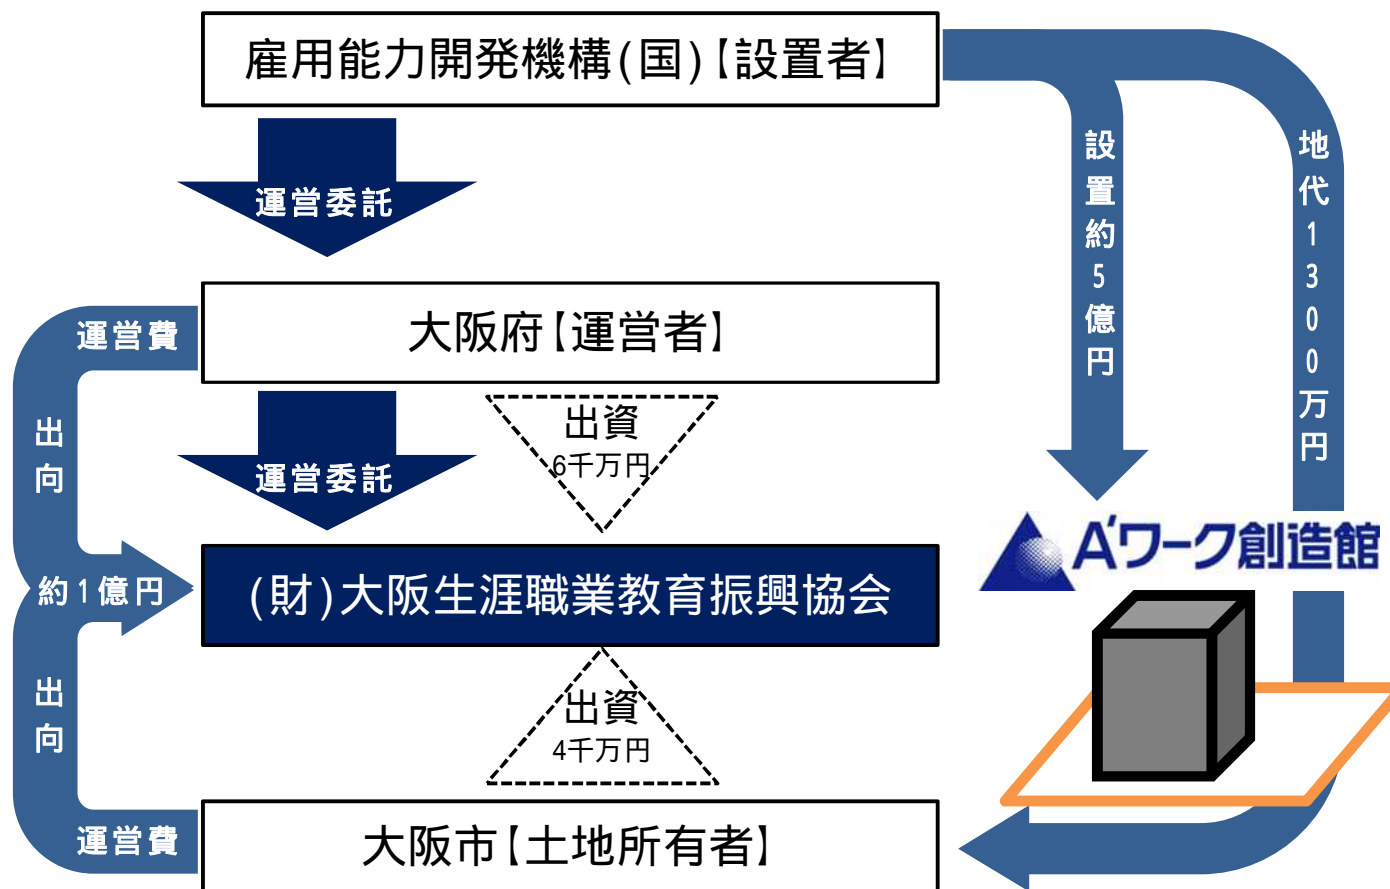 雇用能力開発機構(国)【設置者】
運営委託
設置約5億円
地代1300万円
運営費
大阪府【運営者】
出向
運営委託
出資
6千万円
A'ワーク創造館
約1億円
(財)大阪生涯職業教育振興協会
出向
出資
4千万円
運営費
大阪市【土地所有者】